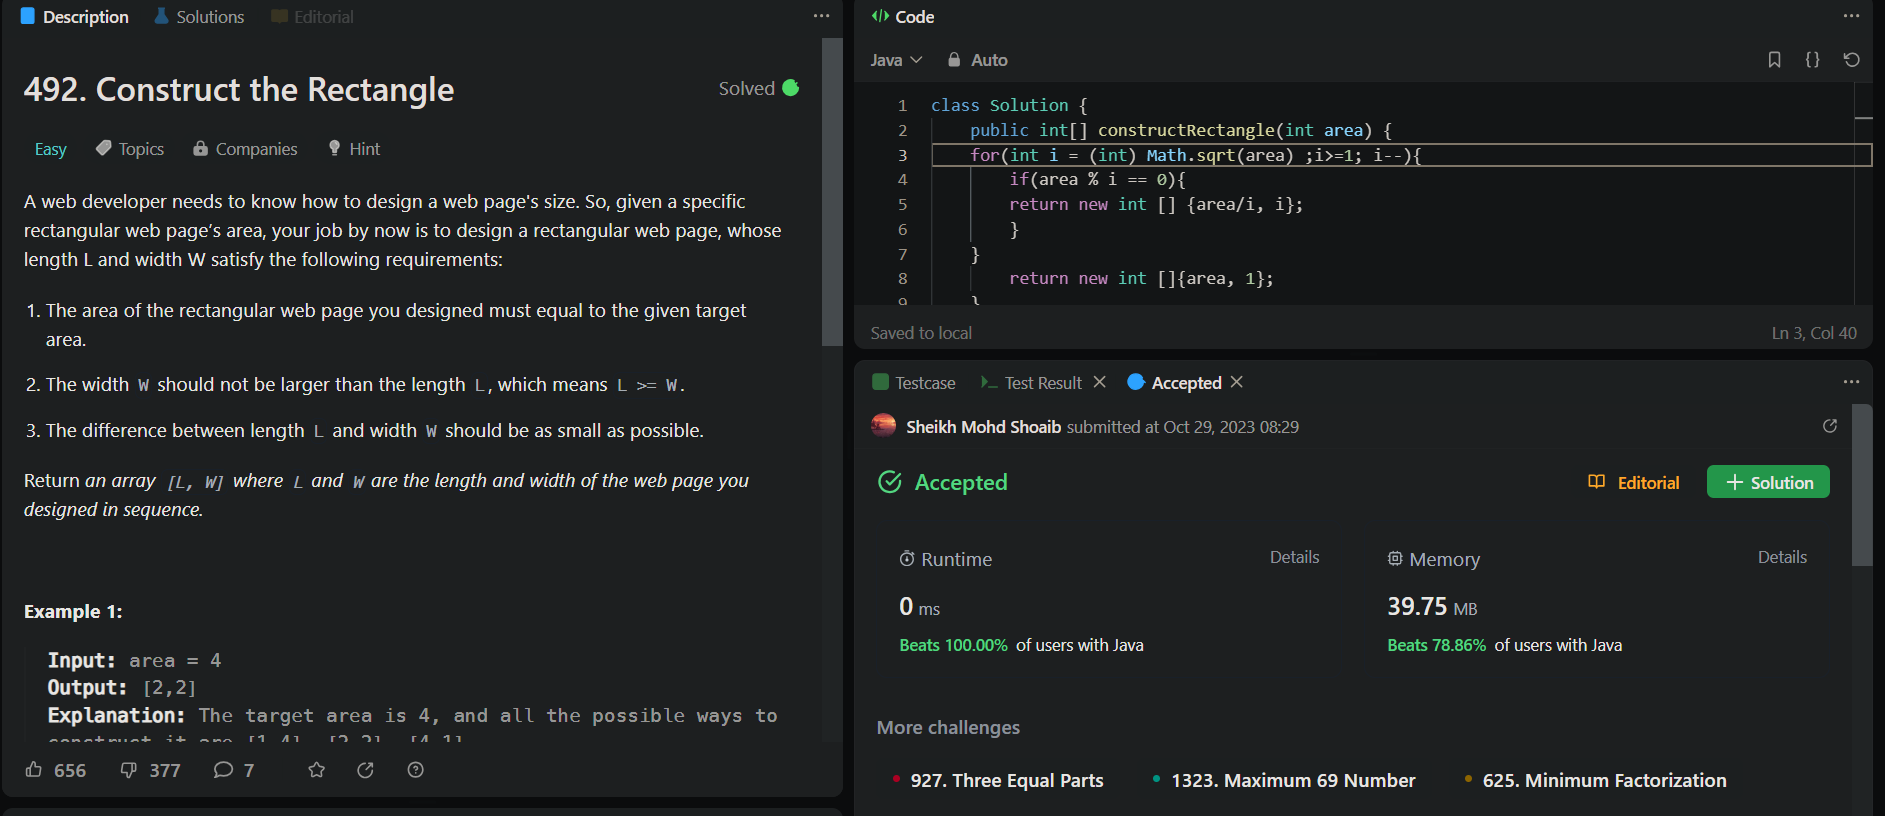 Description Solutions Editorial
492. Construct the Rectangle
Solved
Easy Topics Companies Hint
A web developer needs to know how to design a web page's size. So, given a specific
rectangular web page’s area, your job by now is to design a rectangular web page, whose
length L and width W satisfy the following requirements:
1. The area of the rectangular web page you designed must equal to the given target
area.
2. The width W should not be larger than the length L, which means L >= W.
3. The difference between length L and width W should be as small as possible.
Return an array [L, W] where L and W are the length and width of the web page you
designed in sequence.
Example 1:
Input: area = 4
Output: [2,2]
Explanation: The target area is 4, and all the possible ways to
construct it are [1,4], [2,2], [4,1]
656 377 7
Code
Java Auto
1 class Solution {
2 public int[] constructRectangle(int area) {
3 for(int i = (int) Math.sqrt(area) ;i>=1; i--){
4 if(area % i == 0){
5 return new int [] {area/i, i};
6 }
7 }
8 return new int []{area, 1};
9 }
Saved to local
Ln 3, Col 40
Testcase Test Result Accepted
Sheikh Mohd Shoaib submitted at Oct 29, 2023 08:29
Accepted
Editorial
Solution
Runtime Details
0 ms
Beats 100.00% of users with Java
Memory Details
39.75 MB
Beats 78.86% of users with Java
More challenges
927. Three Equal Parts 1323. Maximum 69 Number 625. Minimum Factorization